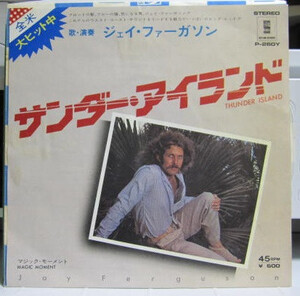 全米
大ヒット中
STEREO
P-260Y
歌・演奏 ジェイ・ファーガソン
サンダー・アイランド
THUNDER ISLAND
マジック・モーメント
MAGIC MOMENT
45RPM
¥600
Jay Ferguson